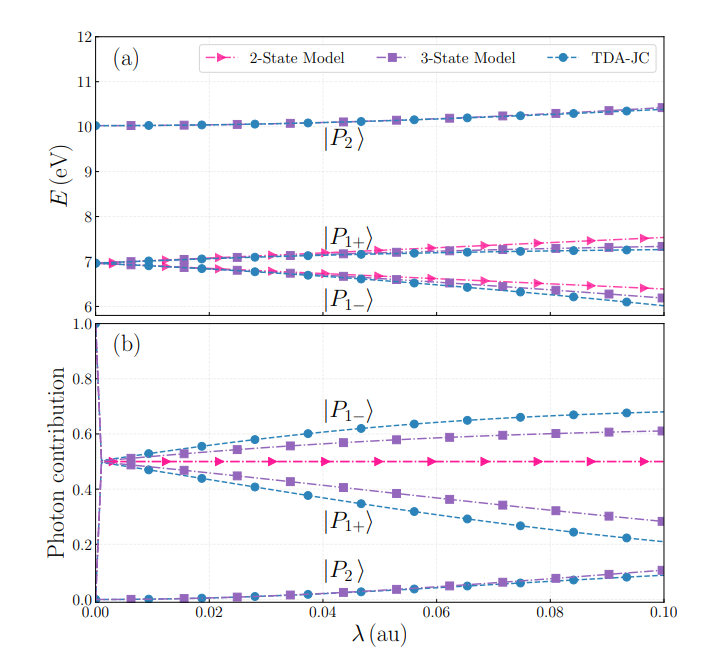 (a)
2-State Model
3-State Model
TDA-JC
12
11
10
9
8
7
6
E (eV)
|P₂⟩
|P₁₊⟩
|P₁₋⟩
(b)
1.0
0.8
0.6
0.4
0.2
0.0
Photon contribution
|P₁₋⟩
|P₁₊⟩
|P₂⟩
0.00 0.02 0.04 0.06 0.08 0.10
λ (au)